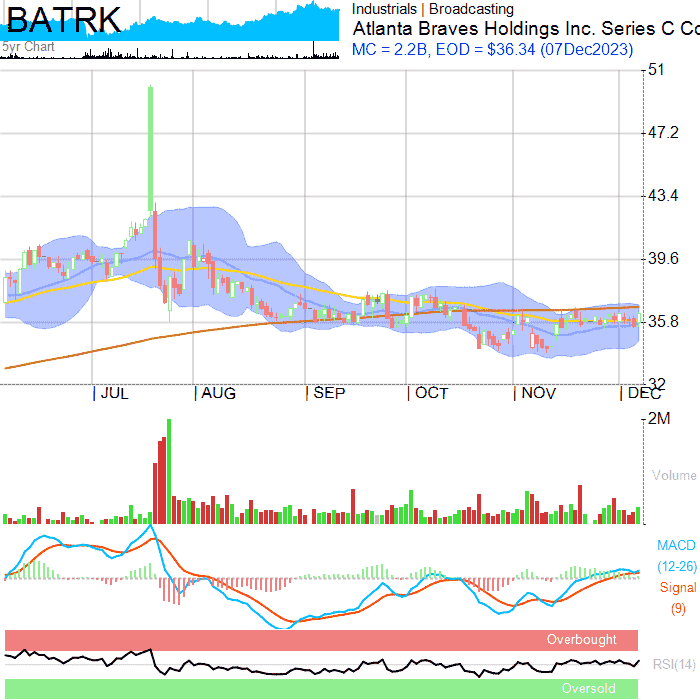 BATRK
5yr Chart
Industrials | Broadcasting
Atlanta Braves Holdings Inc. Series C Co
MC = 2.2B, EOD = $36.34 (07Dec2023)
51
47.2
43.4
39.6
35.8
32
JUL AUG SEP OCT NOV DEC
2M
Volume
MACD
(12-26)
Signal
(9)
Overbought
RSI(14)
Oversold